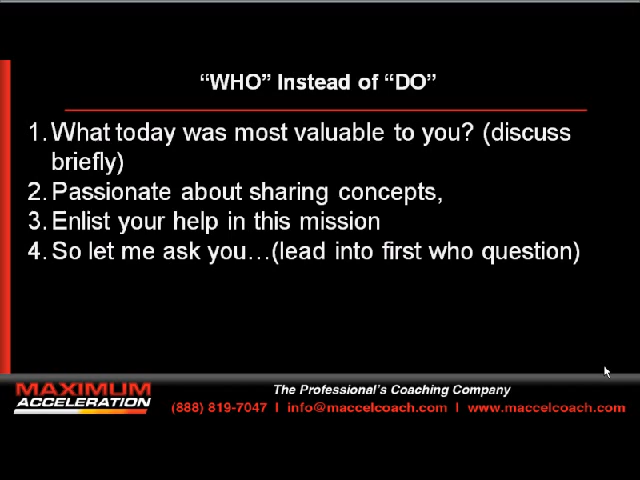 “WHO” Instead of “DO”
1. What today was most valuable to you? (discuss
briefly)
2. Passionate about sharing concepts,
3. Enlist your help in this mission
4. So let me ask you…(lead into first who question)
MAXIMUM
ACCELERATION
The Professional's Coaching Company
(888) 819-7047 | info@maccelcoach.com | www.maccelcoach.com